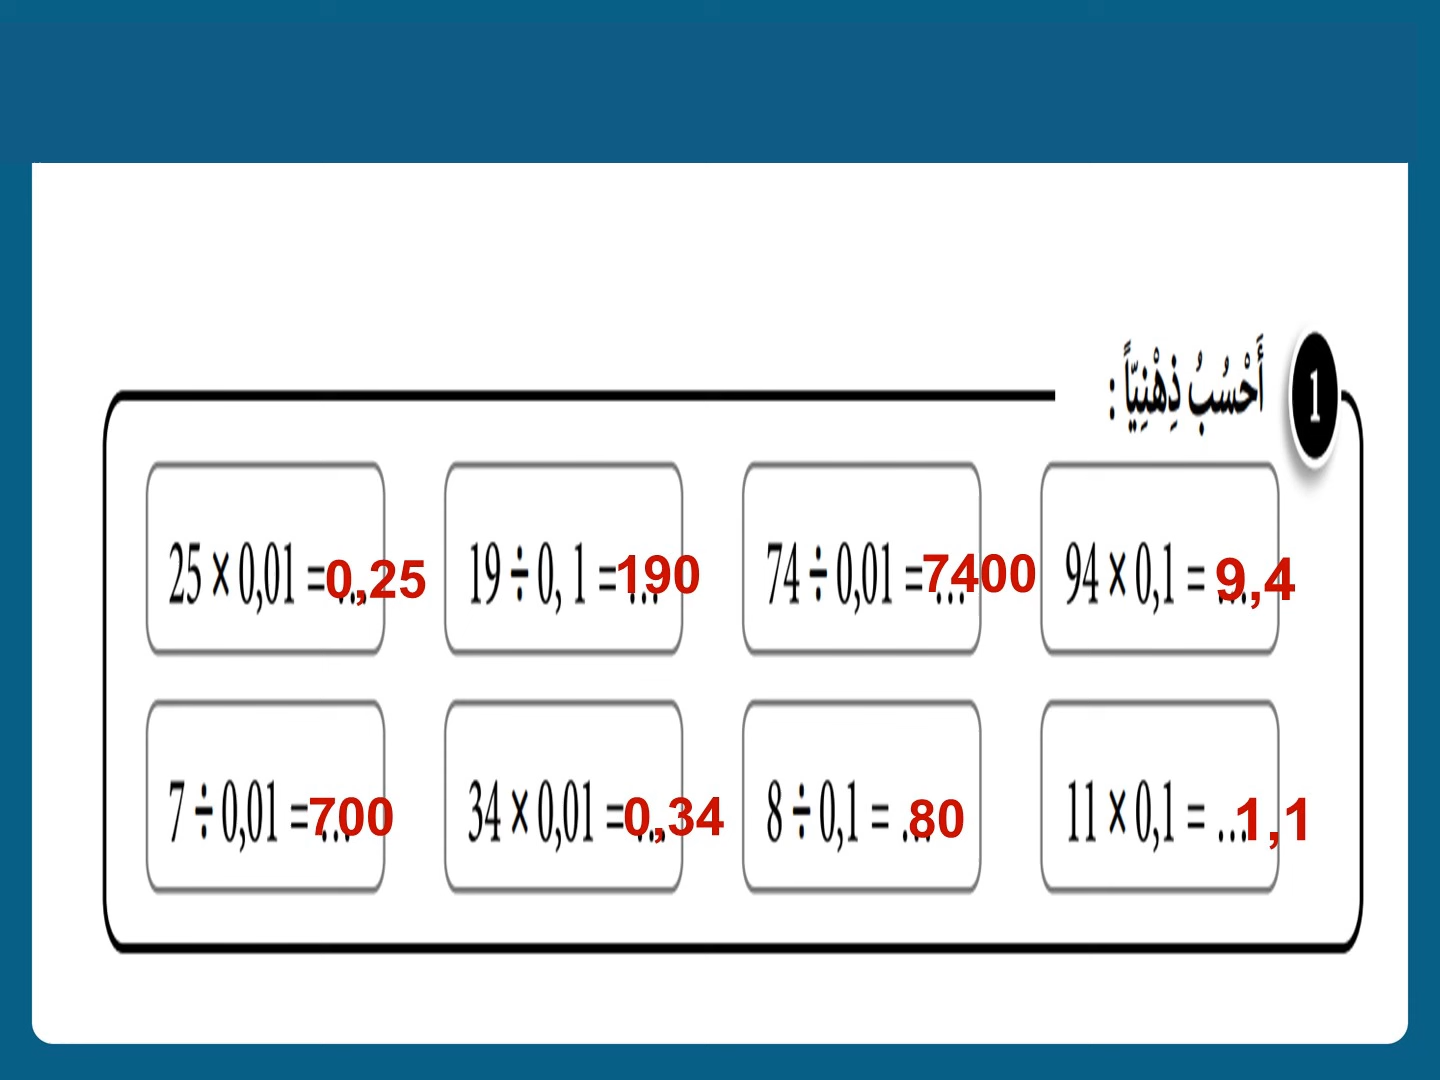 1 أَحْسُبُ ذِهْنِيّاً :
25 × 0,01 =...0,25
19 ÷ 0, 1 =...190
74 ÷ 0,01 =...7400
94 × 0,1 = ...9,4
7 ÷ 0,01 =...700
34 × 0,01 =...0,34
8 ÷ 0,1 = ...80
11 × 0,1 = ...1,1